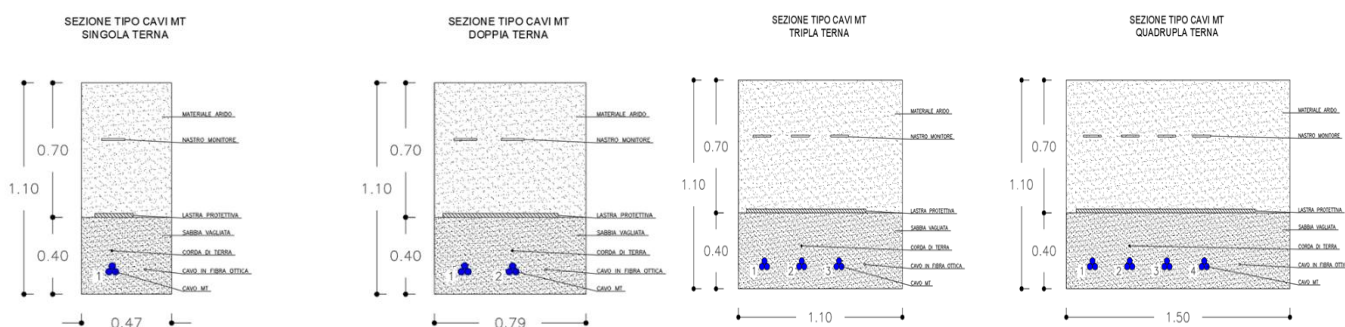 SEZIONE TIPO CAVI MT
SINGOLA TERNA
MATERIALE ARIDO
NASTRO MONITORE
0.70
1.10
LASTRA PROTETTIVA
SABBIA VAGLIATA
0.40
CORDA DI TERRA
1
CAVO IN FIBRA OTTICA
CAVO MT
0.47
SEZIONE TIPO CAVI MT
DOPPIA TERNA
MATERIALE ARIDO
NASTRO MONITORE
0.70
1.10
LASTRA PROTETTIVA
SABBIA VAGLIATA
0.40
CORDA DI TERRA
1 2
CAVO IN FIBRA OTTICA
CAVO MT
0.79
SEZIONE TIPO CAVI MT
TRIPLA TERNA
MATERIALE ARIDO
NASTRO MONITORE
0.70
1.10
LASTRA PROTETTIVA
SABBIA VAGLIATA
0.40
CORDA DI TERRA
1 2 3
CAVO IN FIBRA OTTICA
CAVO MT
1.10
SEZIONE TIPO CAVI MT
QUADRUPLA TERNA
MATERIALE ARIDO
NASTRO MONITORE
0.70
1.10
LASTRA PROTETTIVA
SABBIA VAGLIATA
0.40
CORDA DI TERRA
1 2 3 4
CAVO IN FIBRA OTTICA
CAVO MT
1.50